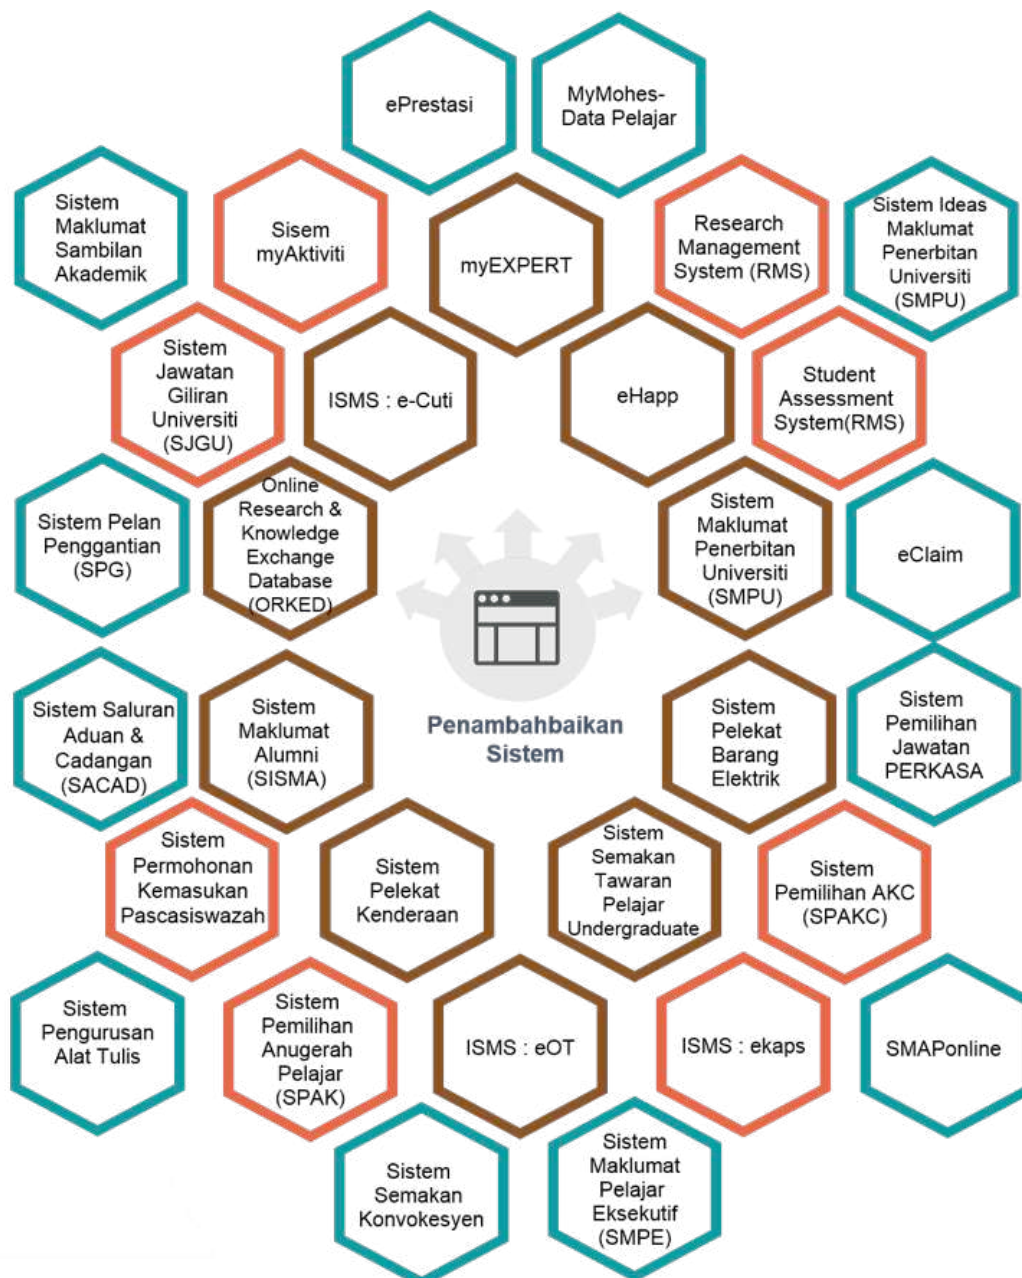 ePrestasi
MyMohes-
Data Pelajar
Sistem
Maklumat
Sambilan
Akademik
Sisem
myAktiviti
myEXPERT
Research
Management
System (RMS)
Sistem Ideas
Maklumat
Penerbitan
Universiti
(SMPU)
Sistem
Jawatan
Giliran
Universiti
(SJGU)
ISMS : e-Cuti
eHapp
Student
Assessment
System(RMS)
Sistem Pelan
Penggantian
(SPG)
Online
Research &
Knowledge
Exchange
Database
(ORKED)
Sistem
Maklumat
Penerbitan
Universiti
(SMPU)
eClaim
Sistem Saluran
Aduan &
Cadangan
(SACAD)
Sistem
Maklumat
Alumni
(SISMA)
Penambahbaikan
Sistem
Sistem
Pelekat
Barang
Elektrik
Sistem
Pemilihan
Jawatan
PERKASA
Sistem
Permohonan
Kemasukan
Pascasiswazah
Sistem
Pelekat
Kenderaan
Sistem
Semakan
Tawaran
Pelajar
Undergraduate
Sistem
Pemilihan AKC
(SPAKC)
Sistem
Pengurusan
Alat Tulis
Sistem
Pemilihan
Anugerah
Pelajar
(SPAK)
ISMS : eOT
ISMS : ekaps
SMAPonline
Sistem
Semakan
Konvokesyen
Sistem
Maklumat
Pelajar
Eksekutif
(SMPE)